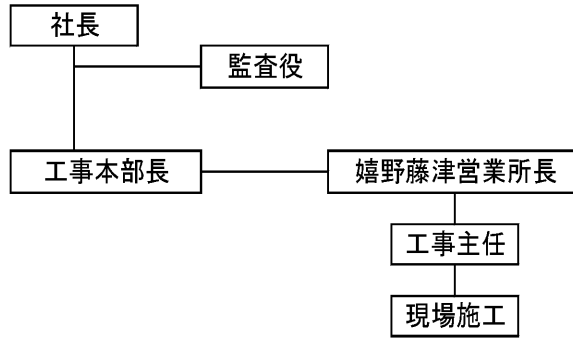 社長
監査役
工事本部長
嬉野藤津営業所長
工事主任
現場施工